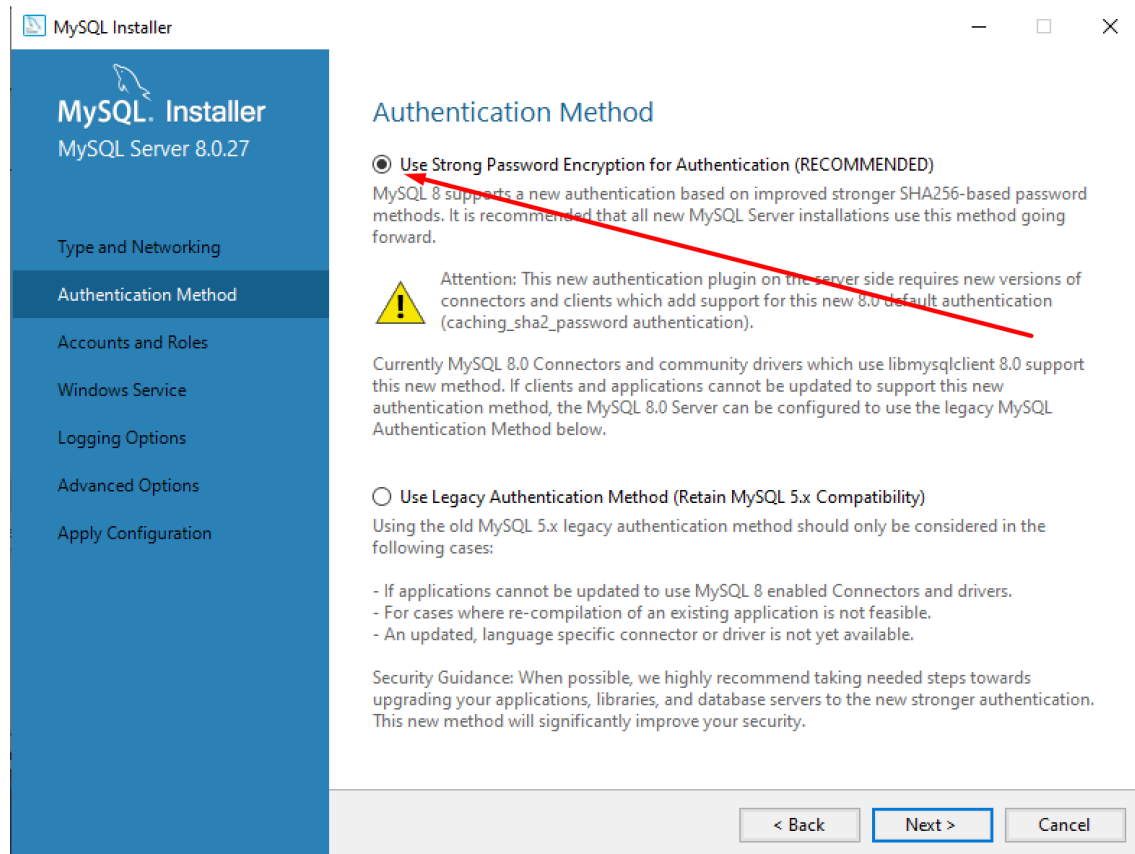 MySQL Installer
MySQL. Installer
MySQL Server 8.0.27
Type and Networking
Authentication Method
Accounts and Roles
Windows Service
Logging Options
Advanced Options
Apply Configuration
Authentication Method
Use Strong Password Encryption for Authentication (RECOMMENDED)
MySQL 8 supports a new authentication based on improved stronger SHA256-based password
methods. It is recommended that all new MySQL Server installations use this method going
forward.
Attention: This new authentication plugin on the server side requires new versions of
connectors and clients which add support for this new 8.0 default authentication
(caching_sha2_password authentication).
Currently MySQL 8.0 Connectors and community drivers which use libmysqlclient 8.0 support
this new method. If clients and applications cannot be updated to support this new
authentication method, the MySQL 8.0 Server can be configured to use the legacy MySQL
Authentication Method below.
Use Legacy Authentication Method (Retain MySQL 5.x Compatibility)
Using the old MySQL 5.x legacy authentication method should only be considered in the
following cases:
- If applications cannot be updated to use MySQL 8 enabled Connectors and drivers.
- For cases where re-compilation of an existing application is not feasible.
- An updated, language specific connector or driver is not yet available.
Security Guidance: When possible, we highly recommend taking needed steps towards
upgrading your applications, libraries, and database servers to the new stronger authentication.
This new method will significantly improve your security.
< Back
Next >
Cancel